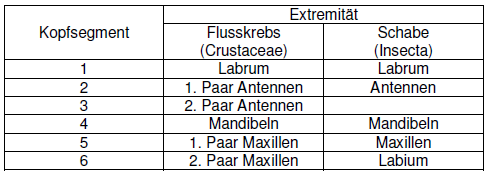 Extremität
Kopfsegment Flusskrebs Schabe
(Crustaceae) (Insecta)
1 Labrum Labrum
2 1. Paar Antennen Antennen
3 2. Paar Antennen
4 Mandibeln Mandibeln
5 1. Paar Maxillen Maxillen
6 2. Paar Maxillen Labium